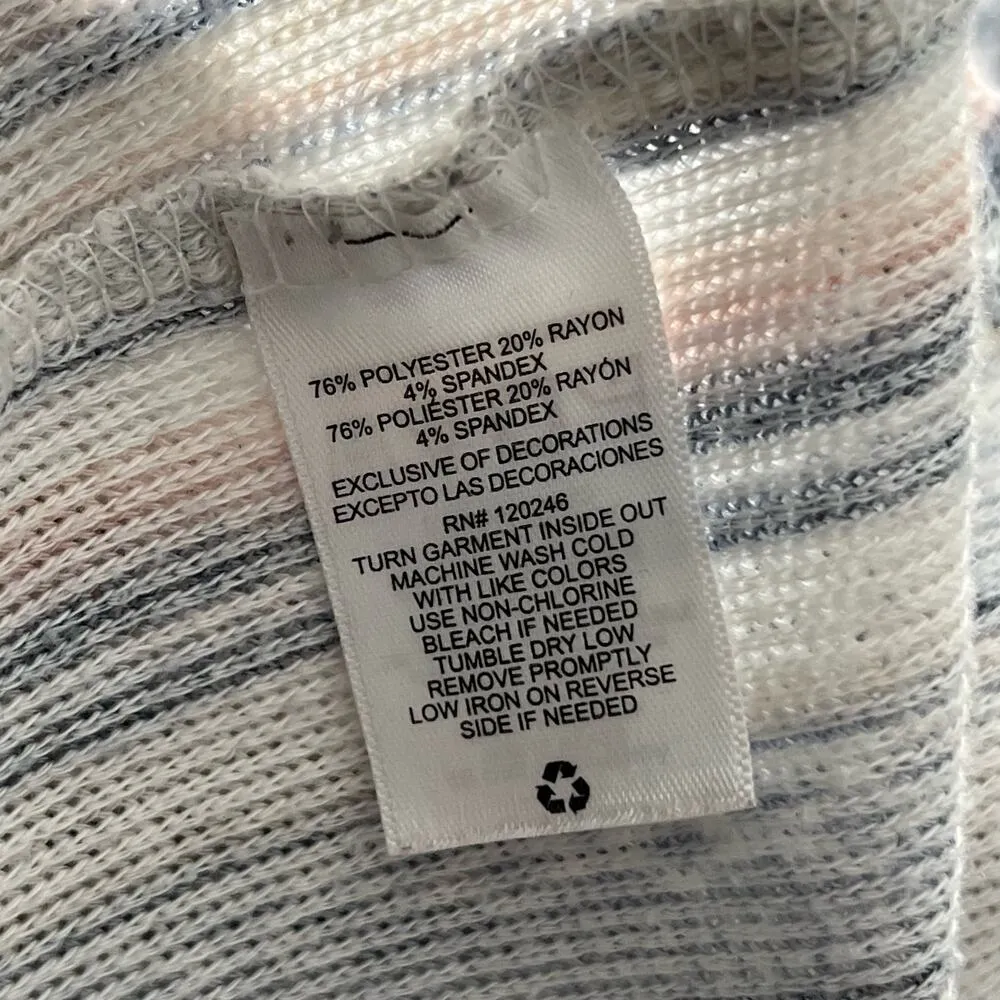 76% POLYESTER 20% RAYON
4% SPANDEX
76% POLIÉSTER 20% RAYÓN
4% SPANDEX
EXCLUSIVE OF DECORATIONS
EXCEPTO LAS DECORACIONES
RN# 120246
TURN GARMENT INSIDE OUT
MACHINE WASH COLD
WITH LIKE COLORS
USE NON-CHLORINE
BLEACH IF NEEDED
TUMBLE DRY LOW
REMOVE PROMPTLY
LOW IRON ON REVERSE
SIDE IF NEEDED